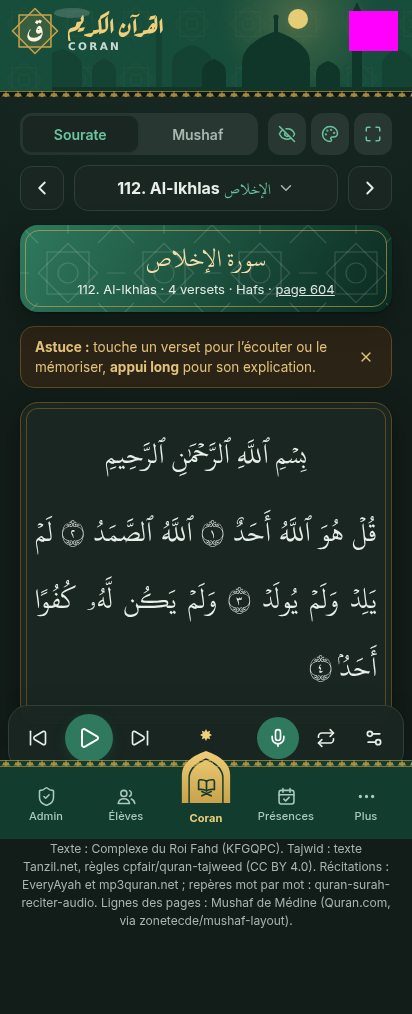 ق
القرآن الكريم
CORAN
Sourate
Mushaf
112. Al-Ikhlas الإخلاص
سورة الإخلاص
112. Al-Ikhlas · 4 versets · Hafs · page 604
Astuce : touche un verset pour l’écouter ou le
mémoriser, appui long pour son explication.
بِسْمِ ٱللَّهِ ٱلرَّحْمَٰنِ ٱلرَّحِيمِ
قُلْ هُوَ ٱللَّهُ أَحَدٌ ١ ٱللَّهُ ٱلصَّمَدُ ٢ لَمْ
يَلِدْ وَلَمْ يُولَدْ ٣ وَلَمْ يَكُن لَّهُۥ كُفُوًا
أَحَدُۢ ٤
Admin
Élèves
Coran
Présences
Plus
Texte : Complexe du Roi Fahd (KFGQPC). Tajwid : texte
Tanzil.net, règles cpfair/quran-tajweed (CC BY 4.0). Récitations :
EveryAyah et mp3quran.net ; repères mot par mot : quran-surah-
reciter-audio. Lignes des pages : Mushaf de Médine (Quran.com,
via zonetecde/mushaf-layout).